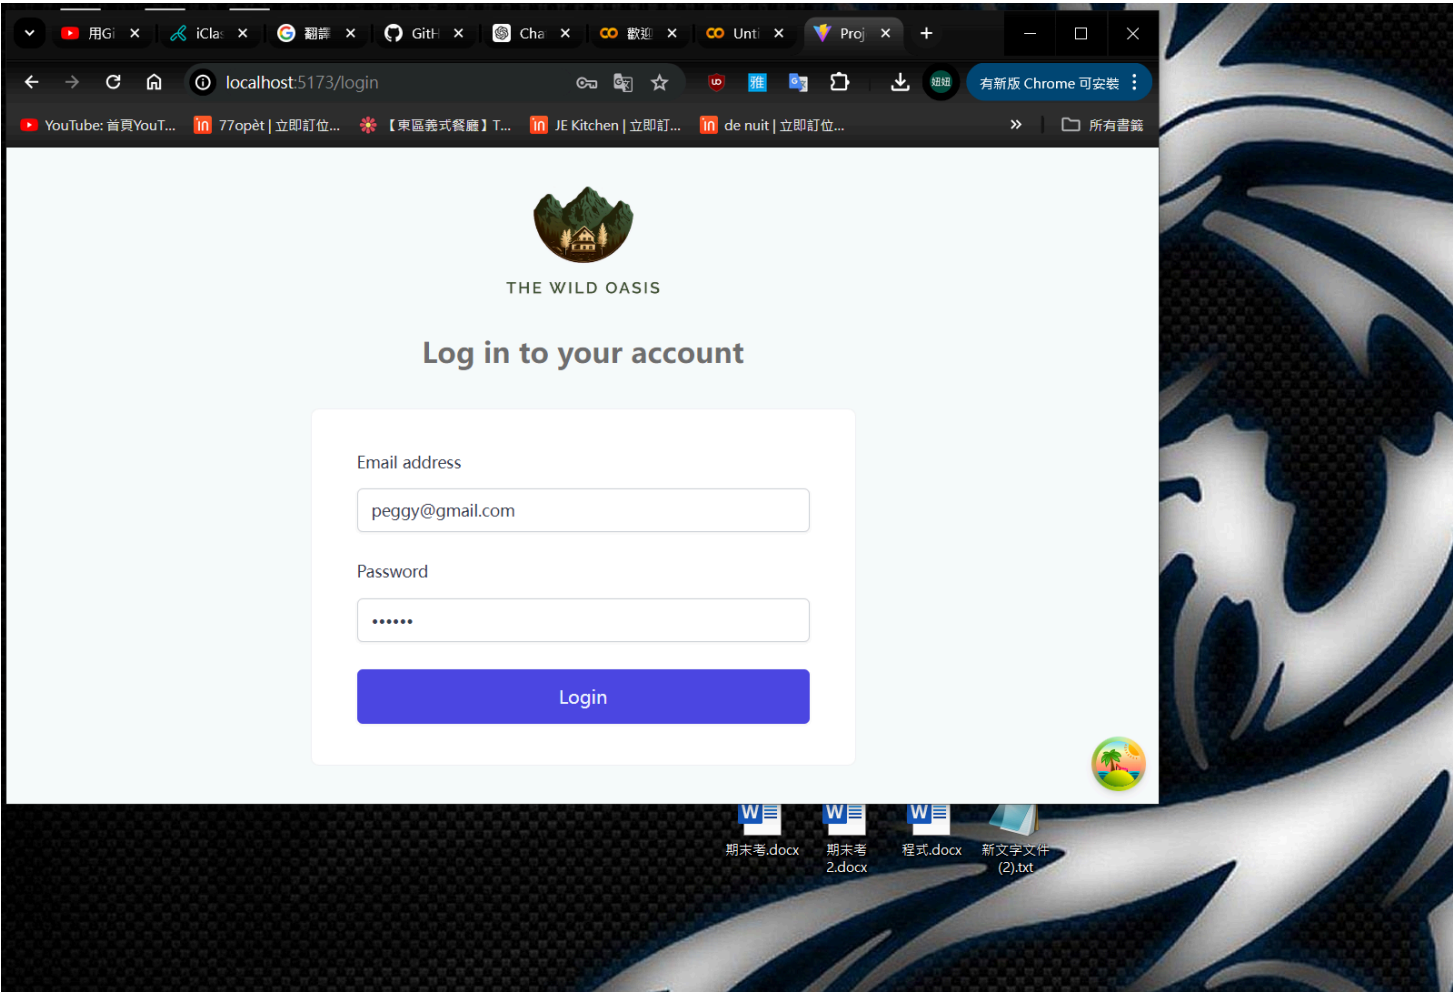 用Gi
iCla
翻譯
GitH
Cha
歡迎
Unti
Proj
localhost:5173/login
雅
妞妞
有新版 Chrome 可安裝
YouTube: 首頁YouT...
77opèt | 立即訂位...
【東區義式餐廳】T...
JE Kitchen | 立即訂...
de nuit | 立即訂位...
所有書籤
THE WILD OASIS
Log in to your account
Email address
peggy@gmail.com
Password
••••••
Login
期末考.docx
期末考
2.docx
程式.docx
新文字文件
(2).txt